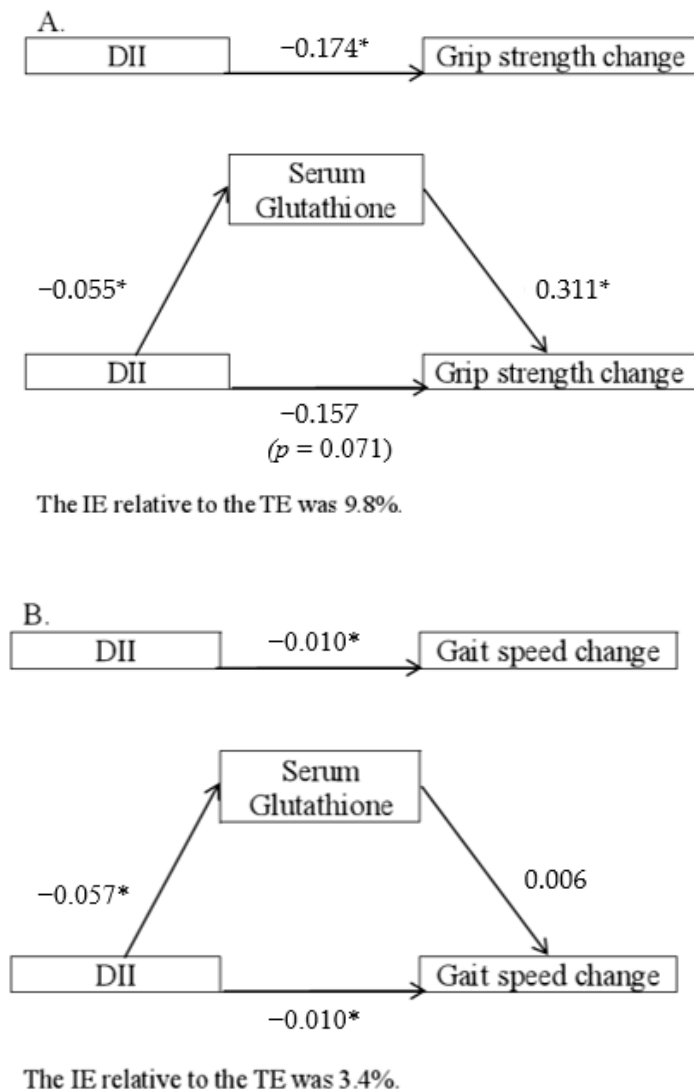 A.
−0.174*
DII
Grip strength change
Serum
Glutathione
−0.055*
0.311*
DII
Grip strength change
−0.157
(p = 0.071)
The IE relative to the TE was 9.8%.
B.
−0.010*
DII
Gait speed change
Serum
Glutathione
−0.057*
0.006
DII
Gait speed change
−0.010*
The IE relative to the TE was 3.4%.